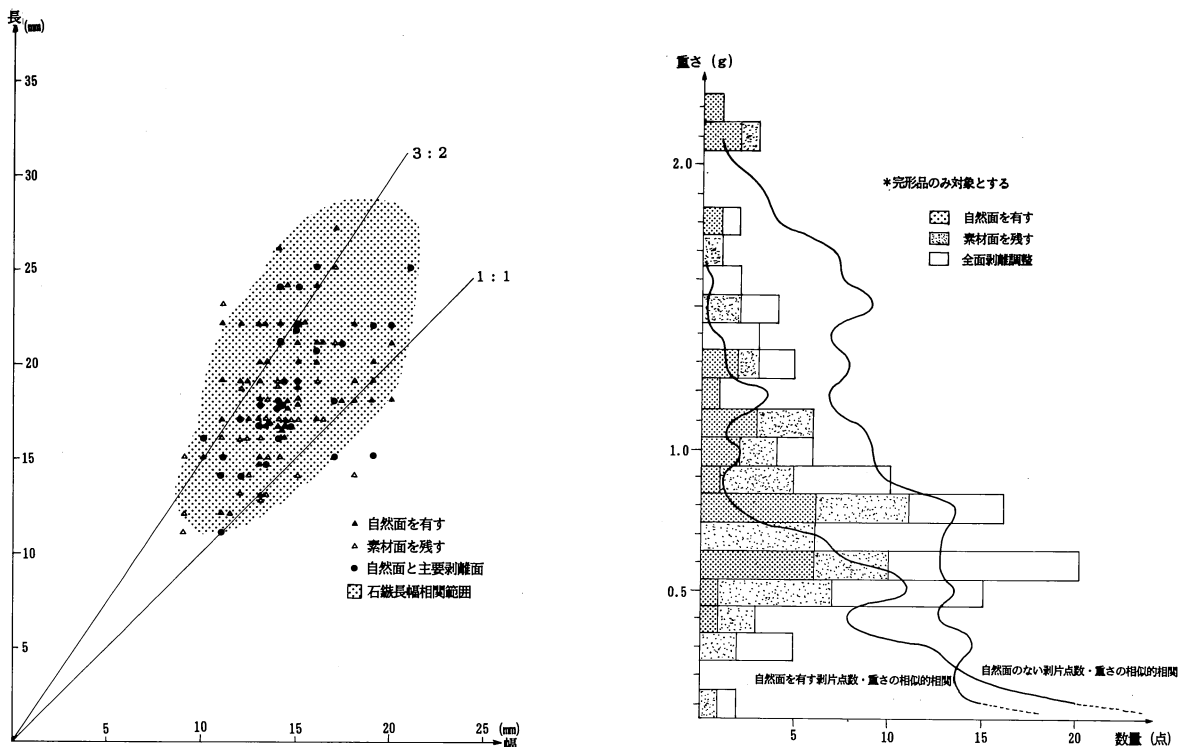 長
(mm)
35
30
25
20
15
10
5
3：2
1：1
▲ 自然面を有す
△ 素材面を残す
● 自然面と主要剥離面
石鏃長幅相関範囲
5
10
15
20
25
(mm)
幅
重さ (g)
2.0
1.0
0.5
＊完形品のみ対象とする
自然面を有す
素材面を残す
全面剥離調整
自然面を有す剥片点数・重さの相似的相関
自然面のない剥片点数・重さの相似的相関
5
10
15
20
数量 (点)